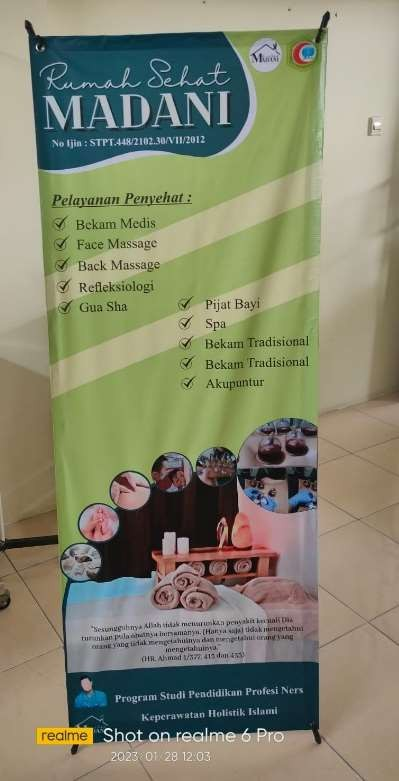 Rumah Sehat
MADANI
No Ijin : STPT.448/2102.30/VII/2012
MADANI
Pelayanan Penyehat :
Bekam Medis
Face Massage
Back Massage
Refleksiologi
Gua Sha
Pijat Bayi
Spa
Bekam Tradisional
Bekam Tradisional
Akupuntur
"Sesungguhnya Allah tidak menurunkan penyakit kecuali Dia
turunkan pula obatnya bersamanya. (Hanya saja) tidak mengetahui
orang yang tidak mengetahuinya dan mengetahui orang yang
mengetahuinya."
(HR. Ahmad 1/377, 413 dan 453)
Program Studi Pendidikan Profesi Ners
Keperawatan Holistik Islami
realme
Shot on realme 6 Pro
2023/01/28 12:03